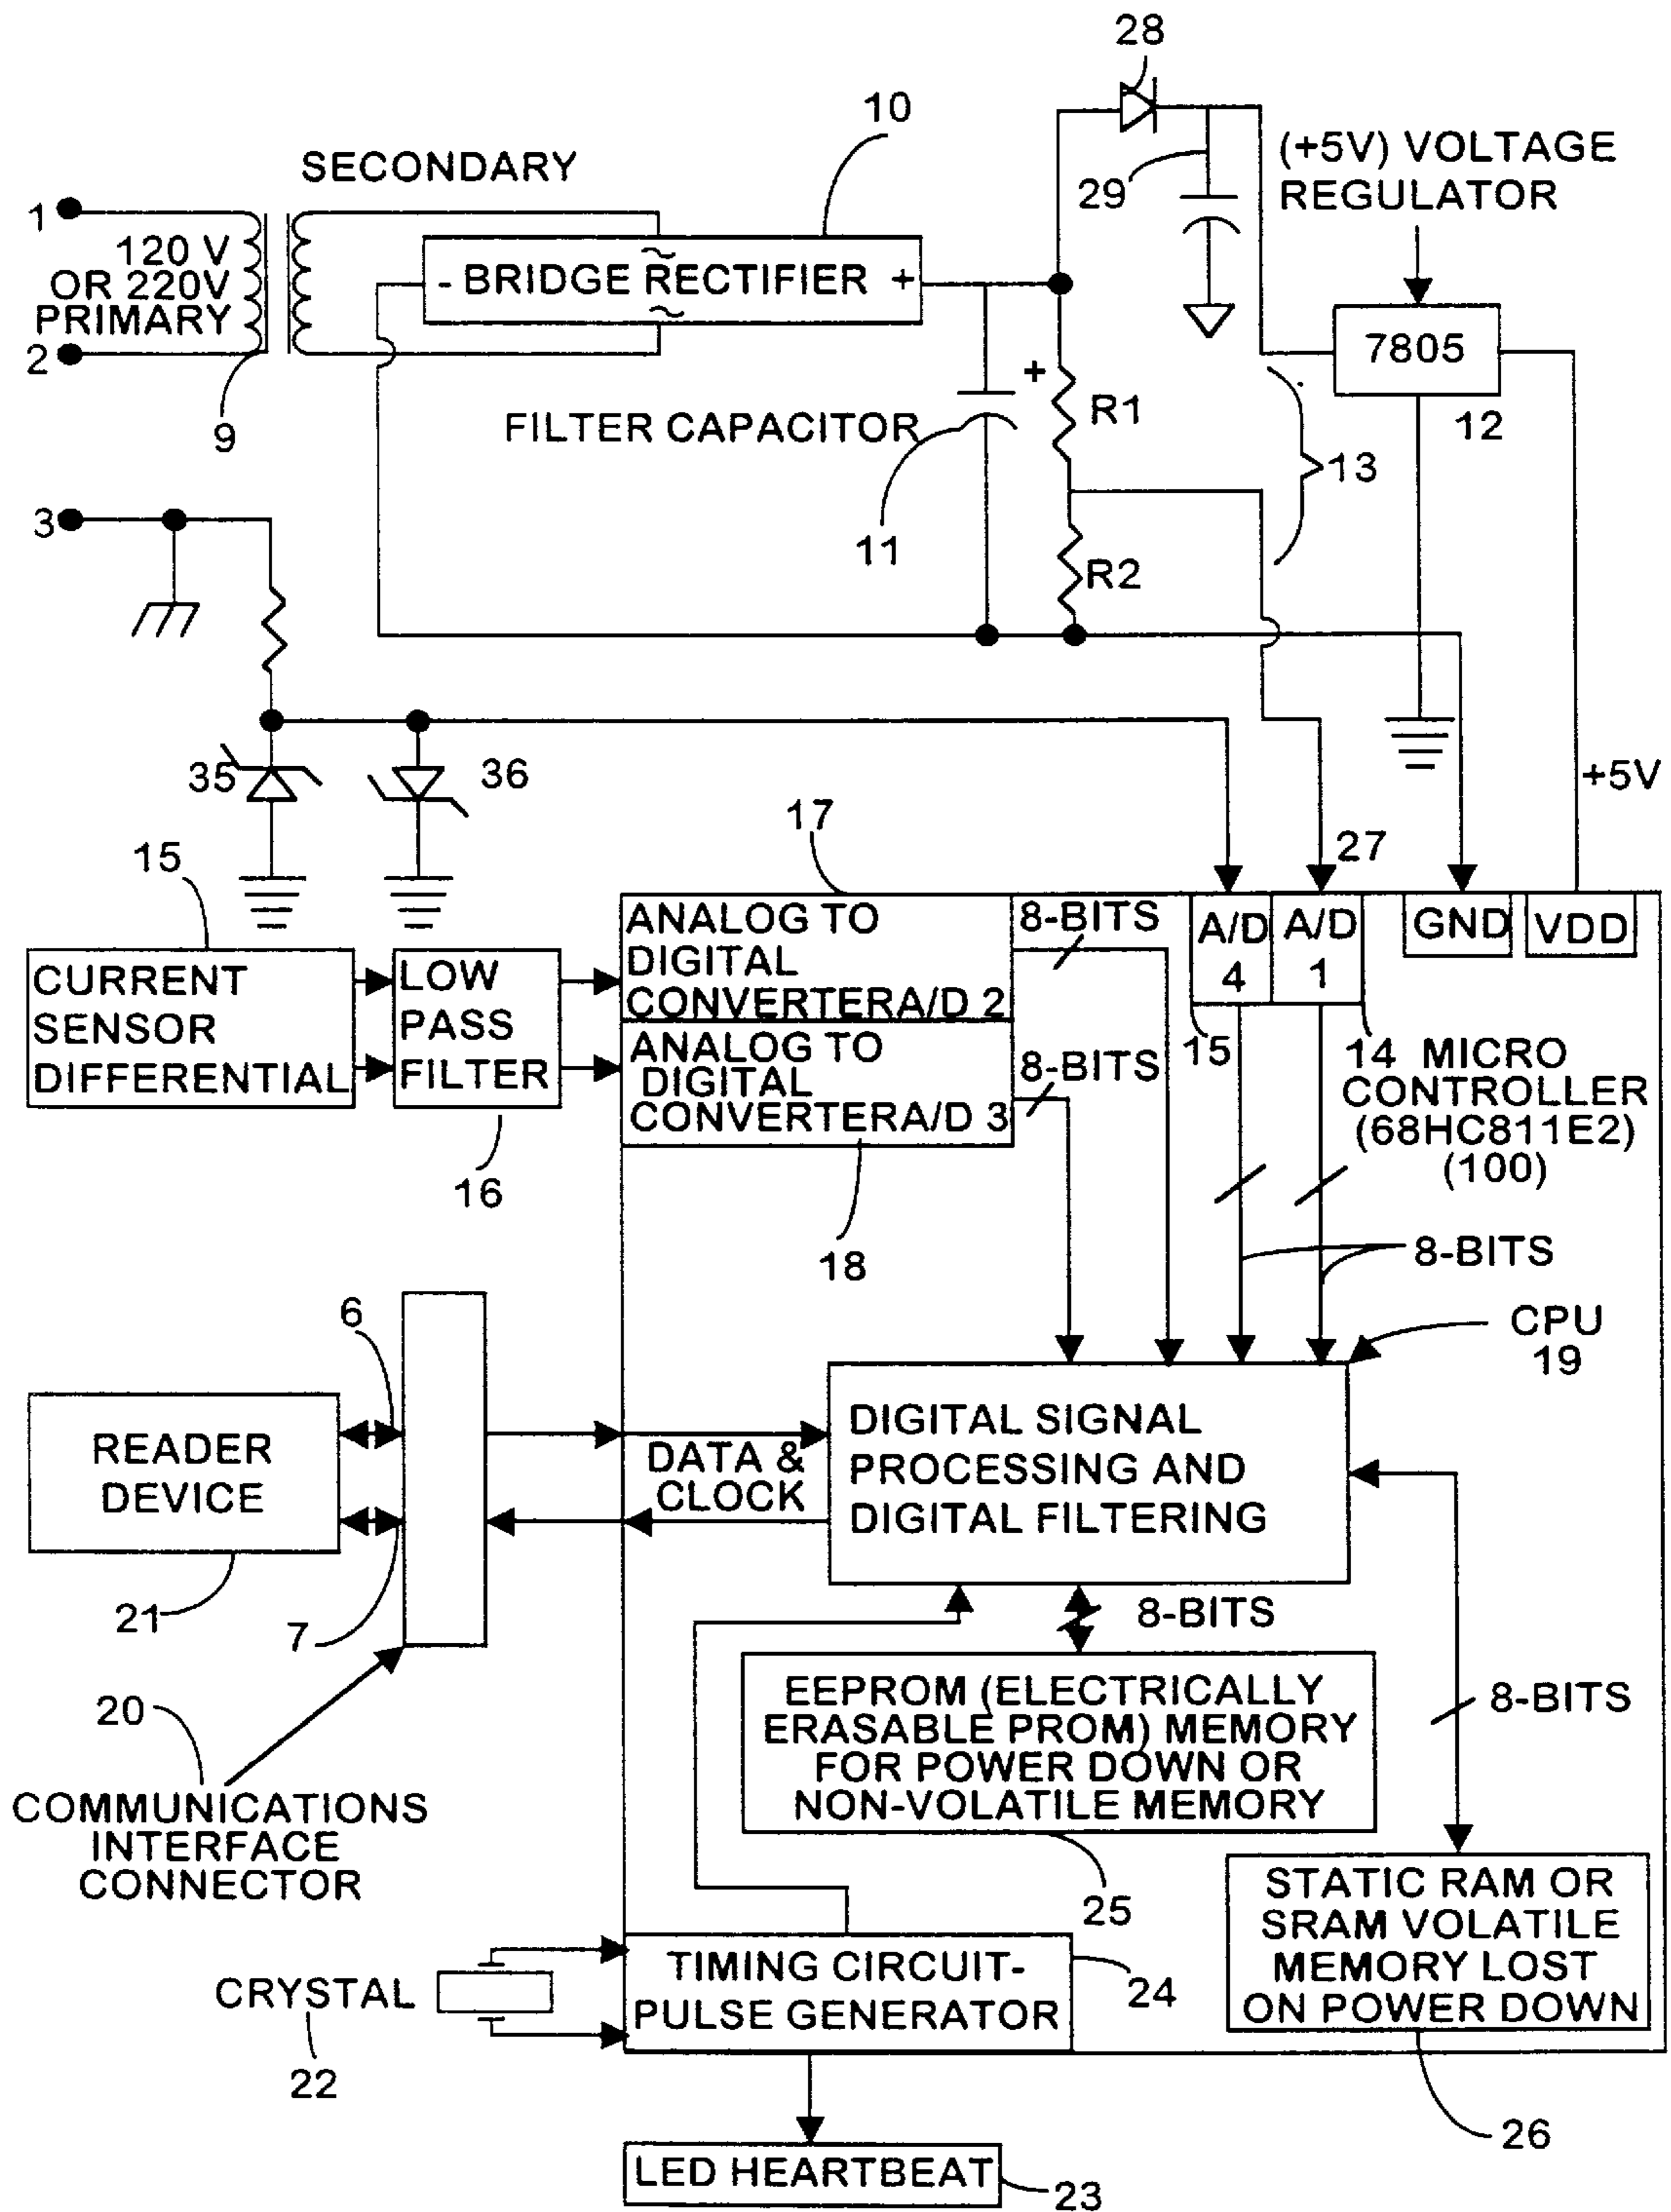 28
10
SECONDARY
(+5V) VOLTAGE
REGULATOR
29
1
120 V
OR 220V
PRIMARY
2
~
- BRIDGE RECTIFIER +
~
7805
12
9
FILTER CAPACITOR
+
R1
13
11
R2
3
35
36
+5V
17
27
15
CURRENT
SENSOR
DIFFERENTIAL
LOW
PASS
FILTER
16
ANALOG TO
DIGITAL
CONVERTERA/D 2
8-BITS
ANALOG TO
DIGITAL
CONVERTERA/D 3
8-BITS
18
A/D
4
A/D
1
GND
VDD
15
14 MICRO
CONTROLLER
(68HC811E2)
(100)
8-BITS
CPU
19
6
READER
DEVICE
21
7
DATA &
CLOCK
DIGITAL SIGNAL
PROCESSING AND
DIGITAL FILTERING
8-BITS
20
COMMUNICATIONS
INTERFACE
CONNECTOR
EEPROM (ELECTRICALLY
ERASABLE PROM) MEMORY
FOR POWER DOWN OR
NON-VOLATILE MEMORY
25
8-BITS
STATIC RAM OR
SRAM VOLATILE
MEMORY LOST
ON POWER DOWN
26
CRYSTAL
22
TIMING CIRCUIT-
PULSE GENERATOR
24
LED HEARTBEAT
23